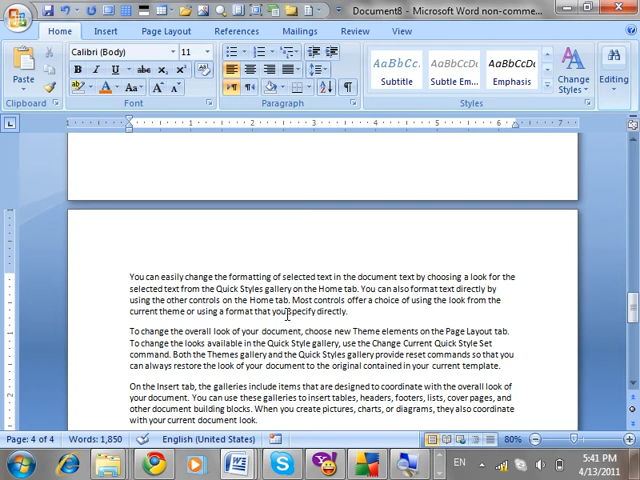 Document8 - Microsoft Word non-comme...
Home Insert Page Layout References Mailings Review View
Paste
Calibri (Body) 11
AaBbCc. AaBbCcDc AaBbCcDc
Subtitle Subtle Em... Emphasis
Change Styles
Editing
Clipboard Font Paragraph Styles
1 1 2 3 4 5 6 7
You can easily change the formatting of selected text in the document text by choosing a look for the
selected text from the Quick Styles gallery on the Home tab. You can also format text directly by
using the other controls on the Home tab. Most controls offer a choice of using the look from the
current theme or using a format that you specify directly.
To change the overall look of your document, choose new Theme elements on the Page Layout tab.
To change the looks available in the Quick Style gallery, use the Change Current Quick Style Set
command. Both the Themes gallery and the Quick Styles gallery provide reset commands so that you
can always restore the look of your document to the original contained in your current template.
On the Insert tab, the galleries include items that are designed to coordinate with the overall look of
your document. You can use these galleries to insert tables, headers, footers, lists, cover pages, and
other document building blocks. When you create pictures, charts, or diagrams, they also coordinate
with your current document look.
Page: 4 of 4 Words: 1,850 English (United States) 80%
EN 5:41 PM
4/13/2011